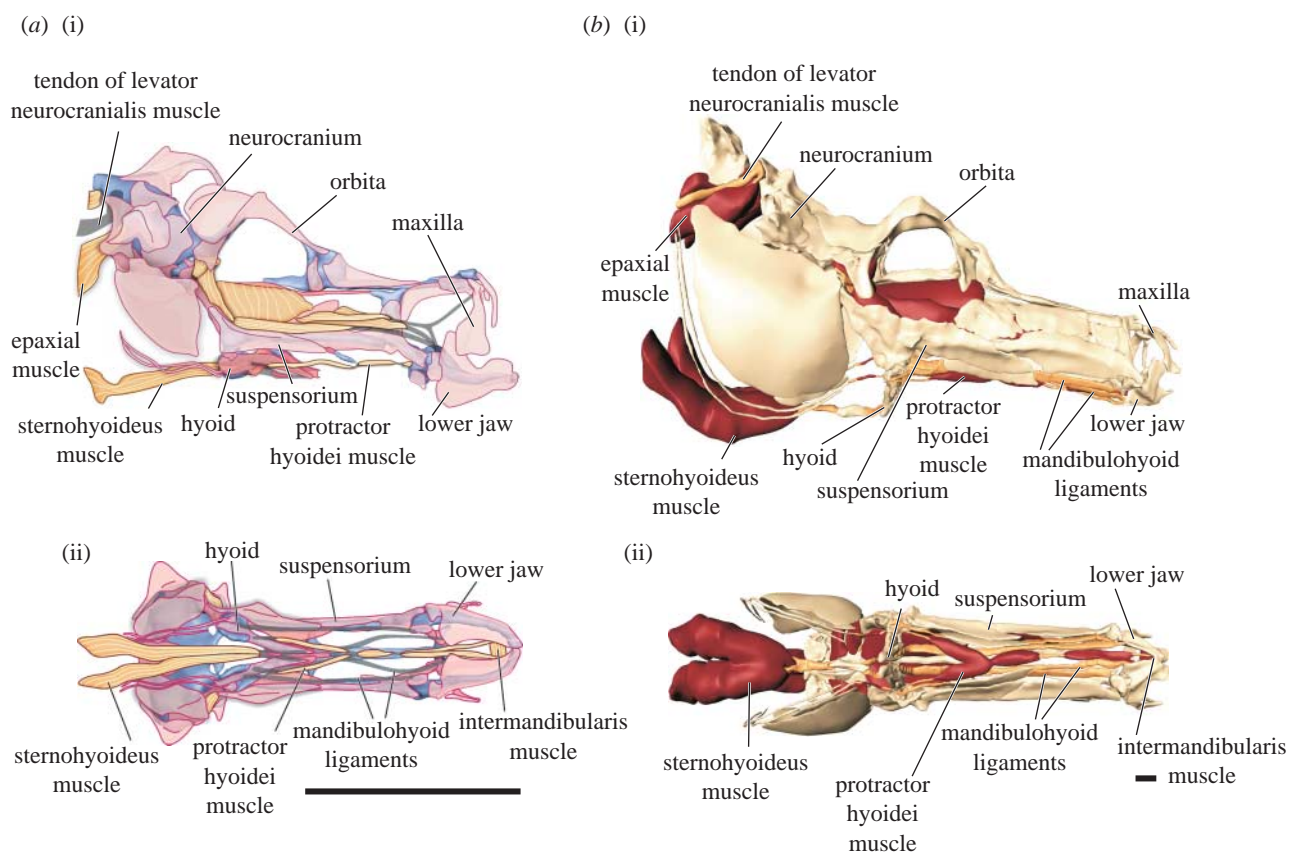 (a) (i)
tendon of levator
neurocranialis muscle
neurocranium
orbita
maxilla
epaxial
muscle
sternohyoideus
muscle
hyoid
suspensorium
protractor
hyoidei muscle
lower jaw
(ii)
hyoid
suspensorium
lower jaw
sternohyoideus
muscle
protractor
hyoidei
muscle
mandibulohyoid
ligaments
intermandibularis
muscle
(b) (i)
tendon of levator
neurocranialis muscle
neurocranium
orbita
epaxial
muscle
maxilla
sternohyoideus
muscle
hyoid
suspensorium
protractor
hyoidei
muscle
lower jaw
mandibulohyoid
ligaments
(ii)
hyoid
suspensorium
lower jaw
sternohyoideus
muscle
protractor
hyoidei
muscle
mandibulohyoid
ligaments
intermandibularis
muscle